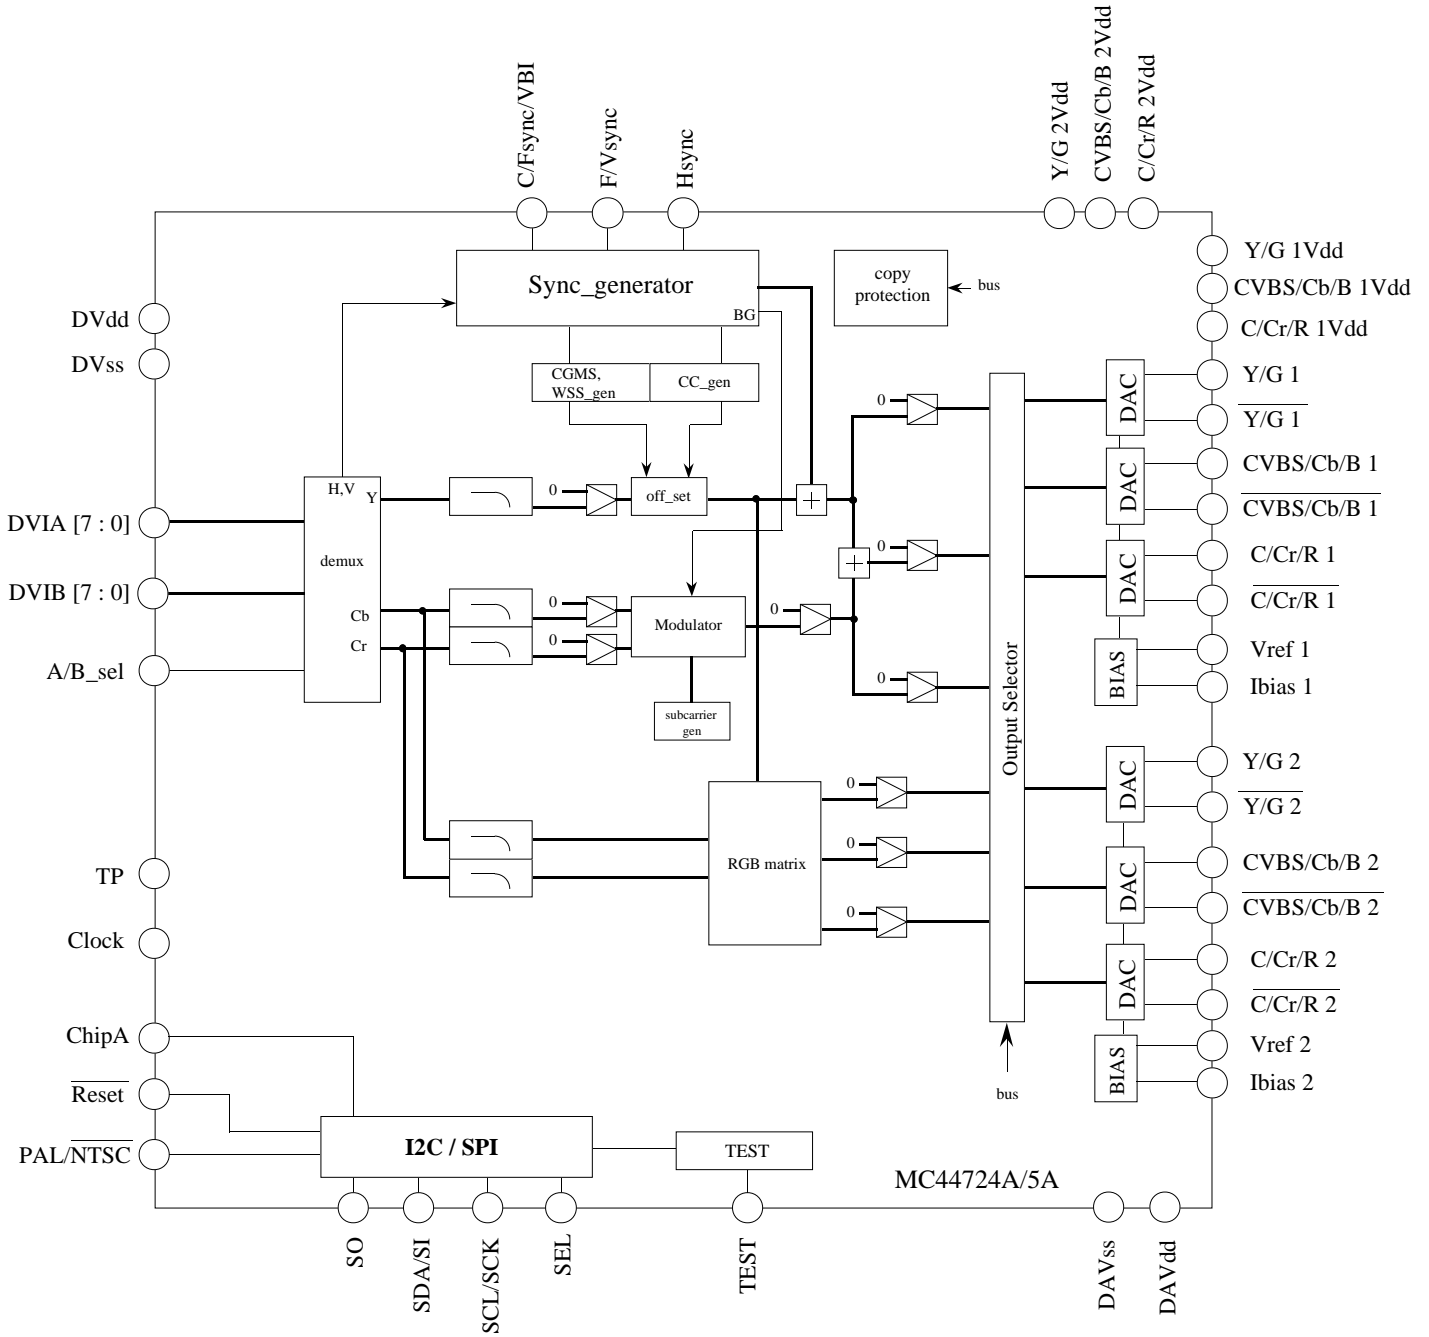 C/Fsync/VBI
F/Vsync
Hsync
Y/G 2Vdd
CVBS/Cb/B 2Vdd
C/Cr/R 2Vdd
Y/G 1Vdd
CVBS/Cb/B 1Vdd
C/Cr/R 1Vdd
DVdd
DVss
Sync_generator
BG
copy
protection
bus
CGMS,
WSS_gen
CC_gen
Y/G 1
Y/G 1
CVBS/Cb/B 1
CVBS/Cb/B 1
C/Cr/R 1
C/Cr/R 1
Vref 1
Ibias 1
DAC
DAC
DAC
BIAS
0
0
0
H,V
Y
demux
Cb
Cr
0
off_set
0
0
Modulator
0
subcarrier
gen
DVIA [7 : 0]
DVIB [7 : 0]
A/B_sel
Output Selector
RGB matrix
0
0
0
DAC
DAC
DAC
BIAS
Y/G 2
Y/G 2
CVBS/Cb/B 2
CVBS/Cb/B 2
C/Cr/R 2
C/Cr/R 2
Vref 2
Ibias 2
bus
TP
Clock
ChipA
Reset
PAL/NTSC
I2C / SPI
TEST
MC44724A/5A
SO
SDA/SI
SCL/SCK
SEL
TEST
DAVss
DAVdd